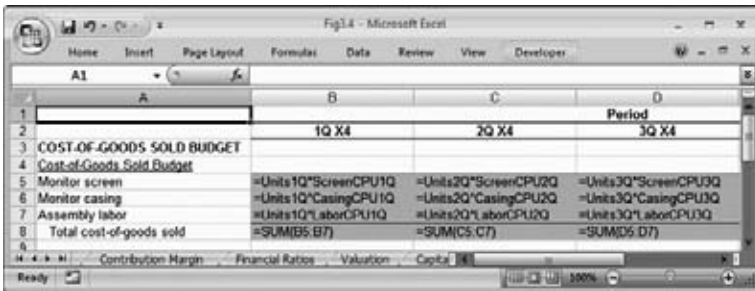 Fig3.4 - Microsoft Excel
Home Insert Page Layout Formulas Data Review View Developer
A1 fx
A B C D
1 Period
2 1Q X4 2Q X4 3Q X4
3 COST-OF-GOODS SOLD BUDGET
4 Cost-of-Goods Sold Budget
5 Monitor screen =Units1Q*ScreenCPU1Q =Units2Q*ScreenCPU2Q =Units3Q*ScreenCPU3Q
6 Monitor casing =Units1Q*CasingCPU1Q =Units2Q*CasingCPU2Q =Units3Q*CasingCPU3Q
7 Assembly labor =Units1Q*LaborCPU1Q =Units2Q*LaborCPU2Q =Units3Q*LaborCPU3Q
8 Total cost-of-goods sold =SUM(B5:B7) =SUM(C5:C7) =SUM(D5:D7)
9
Contribution Margin Financial Ratios Valuation Capita
Ready 100%